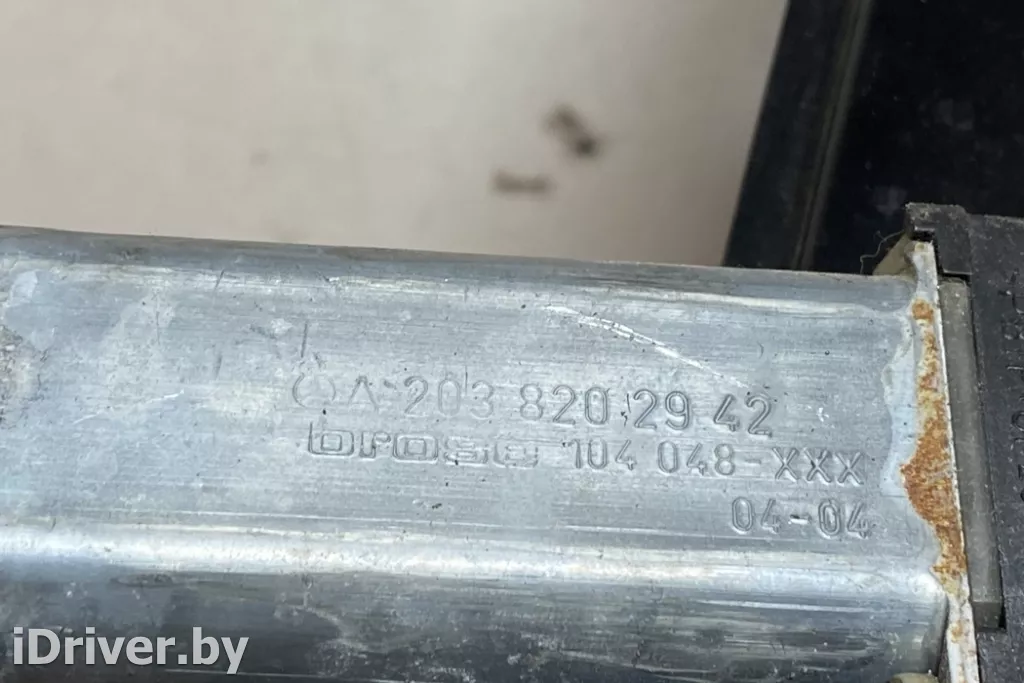 A 203 820 29 42
brose 104 048-XXX
04-04
iDriver.by